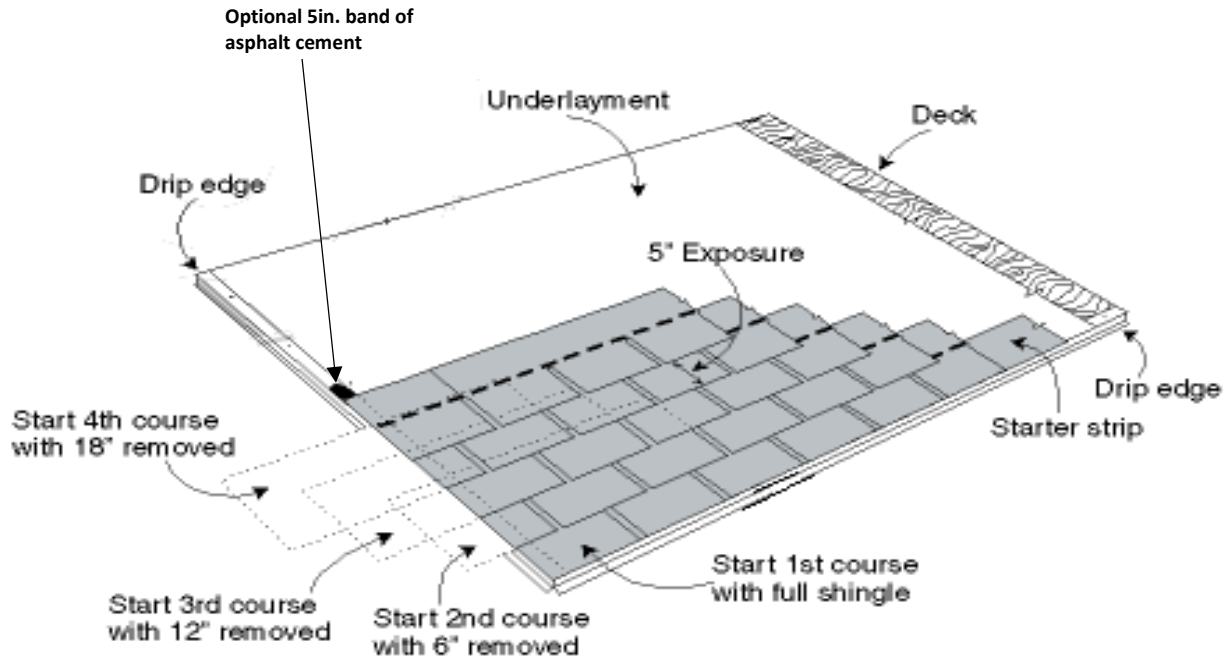 Optional 5in. band of
asphalt cement
Underlayment
Deck
Drip edge
5" Exposure
Drip edge
Start 4th course
with 18" removed
Starter strip
Start 1st course
with full shingle
Start 3rd course
with 12" removed
Start 2nd course
with 6" removed